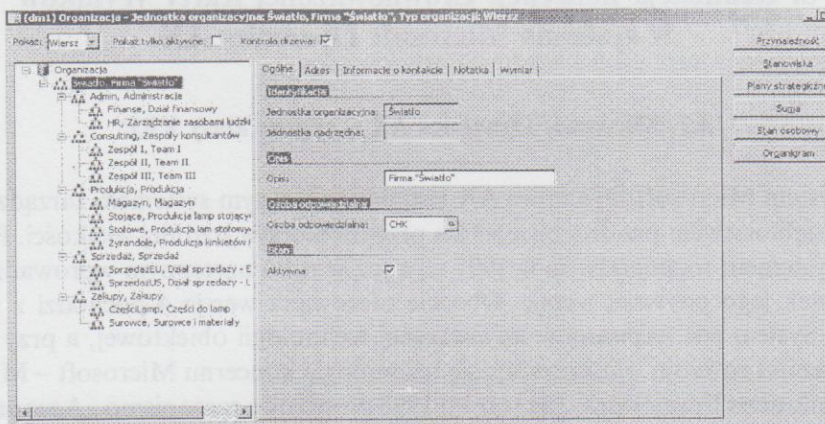 (dm1) Organizacja - Jednostka organizacyjna: Światło, Firma "Światło", Typ organizacji: Wiersz
Pokaż: Wiersz Pokaż tylko aktywne: Kontrola drzewa:
Przynależność
Stanowiska
Plany strategiczne
Sugja
Stan osobowy
Organigram
Organizacja
Światło, Firma "Światło"
Admin, Administracja
Finanse, Dział finansowy
HR, Zarządzanie zasobami ludzki
Consulting, Zespoły konsultantów
Zespół I, Team I
Zespół II, Team II
Zespół III, Team III
Produkcja, Produkcja
Magazyn, Magazyni
Stojące, Produkcja lamp stojący
Stołowe, Produkcja lam stołowy
Żyrandole, Produkcja kinkietów i
Sprzedaż, Sprzedaż
SprzedażEU, Dział sprzedaży - E
SprzedażUS, Dział sprzedaży - L
Zakupy, Zakupy
CzęściLamp, Części do lamp
Surowce, Surowce i materiały
Ogólne Adres Informacje o kontakcie Notatka Wymiar
Identyfikacja
Jednostka organizacyjna: Światło
Jednostka nadrzędna:
Opis
Opis: Firma "Światło"
Osoba odpowiedzialna
Osoba odpowiedzialna: CHK
Stan
Aktywna: